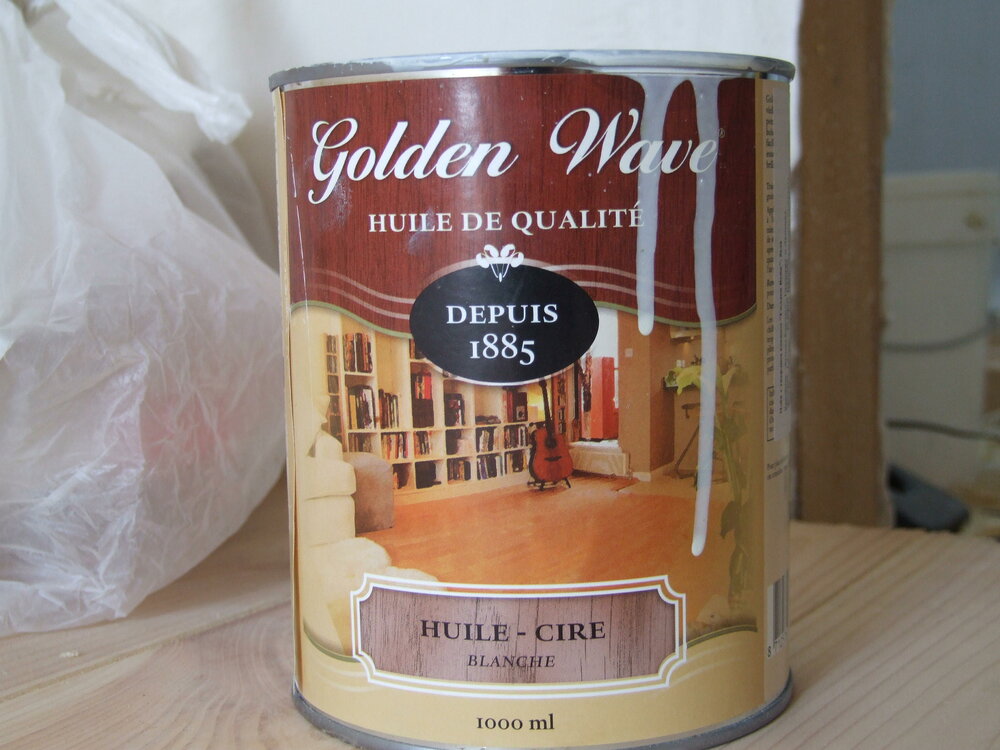 Golden Wave
HUILE DE QUALITÉ
DEPUIS
1885
HUILE - CIRE
BLANCHE
1000 ml